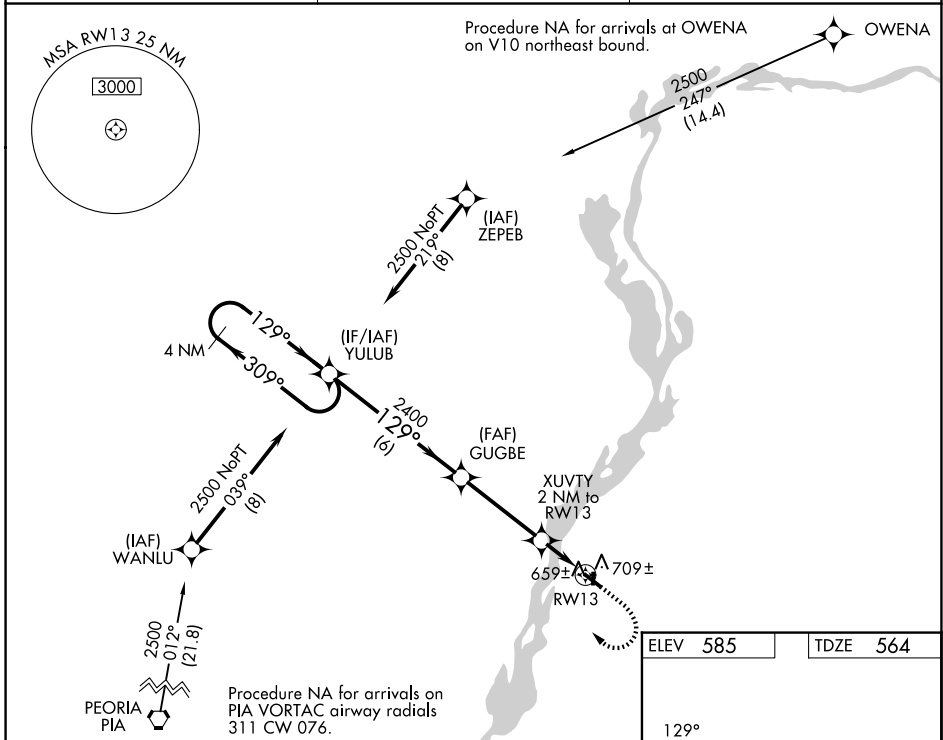 MSA RW13 25 NM
3000
Procedure NA for arrivals at OWENA
on V10 northeast bound.
OWENA
2500
247°
(14.4)
(IAF)
ZEPEB
2500 NoPT
219°
(8)
(IF/IAF)
YULUB
129°
4 NM
309°
2400
129°
(6)
(FAF)
GUGBE
XUVTY
2 NM to
RW13
2500 NoPT
039°
(8)
(IAF)
WANLU
659±
709±
RW13
2500
012°
(21.8)
PEORIA
PIA
Procedure NA for arrivals on
PIA VORTAC airway radials
311 CW 076.
ELEV 585
TDZE 564
129°